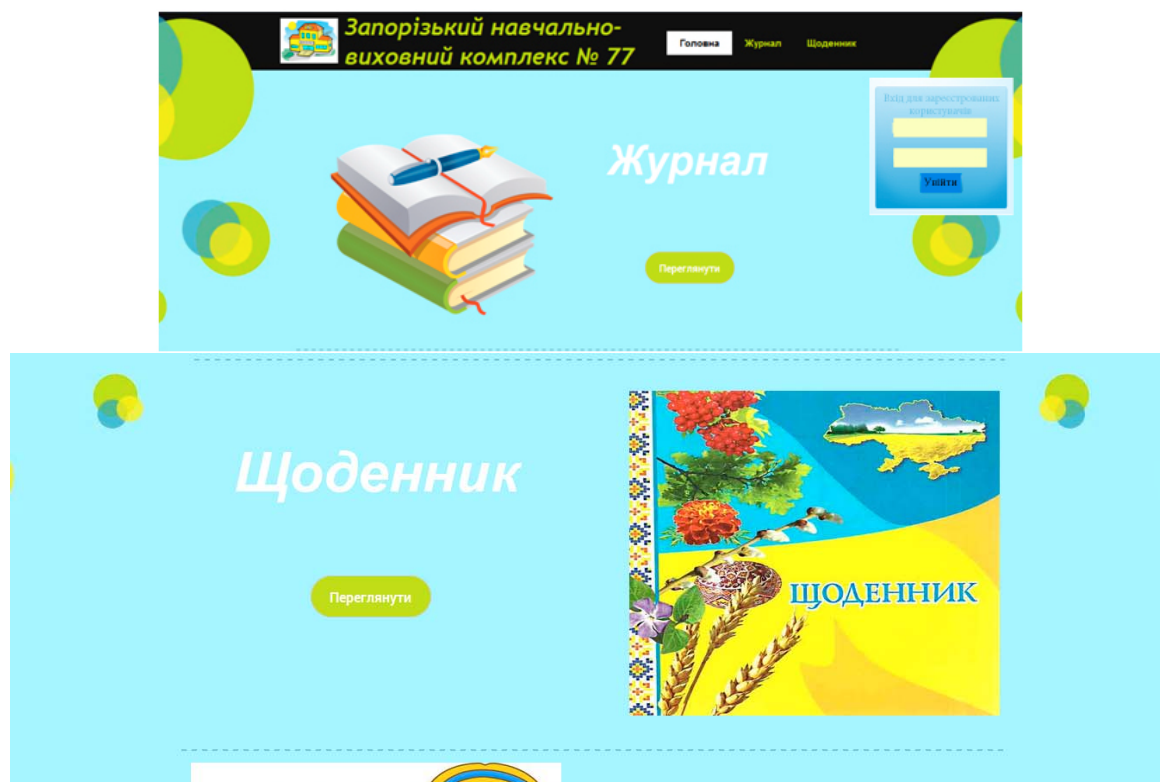 Запорізький навчально-
виховний комплекс № 77
Головна
Журнал
Щоденник
Вхід для зареєстрованих
користувачів
Увійти
Журнал
Переглянути
Щоденник
Переглянути
ЩОДЕННИК